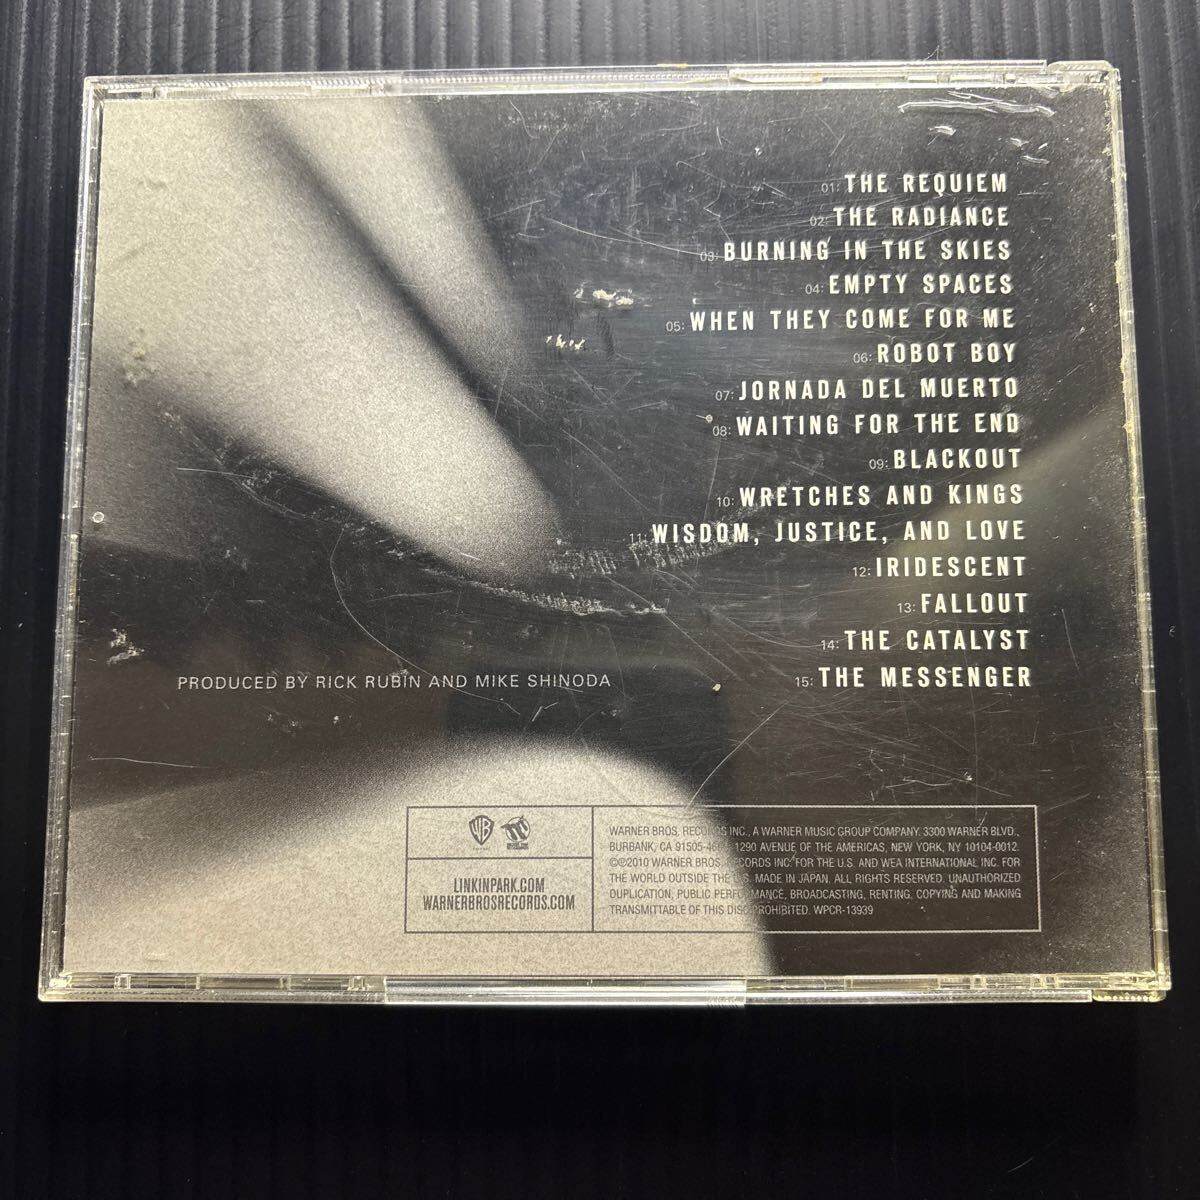 01: THE REQUIEM
02: THE RADIANCE
03: BURNING IN THE SKIES
04: EMPTY SPACES
05: WHEN THEY COME FOR ME
06: ROBOT BOY
07: JORNADA DEL MUERTO
08: WAITING FOR THE END
09: BLACKOUT
10: WRETCHES AND KINGS
11: WISDOM, JUSTICE, AND LOVE
12: IRIDESCENT
13: FALLOUT
14: THE CATALYST
15: THE MESSENGER
PRODUCED BY RICK RUBIN AND MIKE SHINODA
WB
LINKINPARK.COM
WARNERBROSRECORDS.COM
WARNER BROS. RECORDS INC., A WARNER MUSIC GROUP COMPANY. 3300 WARNER BLVD.,
BURBANK, CA 1290 AVENUE OF THE AMERICAS, NEW YORK, NY 10104-0012.
©℗2010 WARNER BROS. RECORDS INC. FOR THE U.S. AND WEA INTERNATIONAL INC. FOR
THE WORLD OUTSIDE THE U.S. MADE IN JAPAN. ALL RIGHTS RESERVED. UNAUTHORIZED
DUPLICATION, PUBLIC PERFORMANCE, BROADCASTING, RENTING, COPYING AND MAKING
TRANSMITTABLE OF THIS DISC PROHIBITED. WPCR-13939